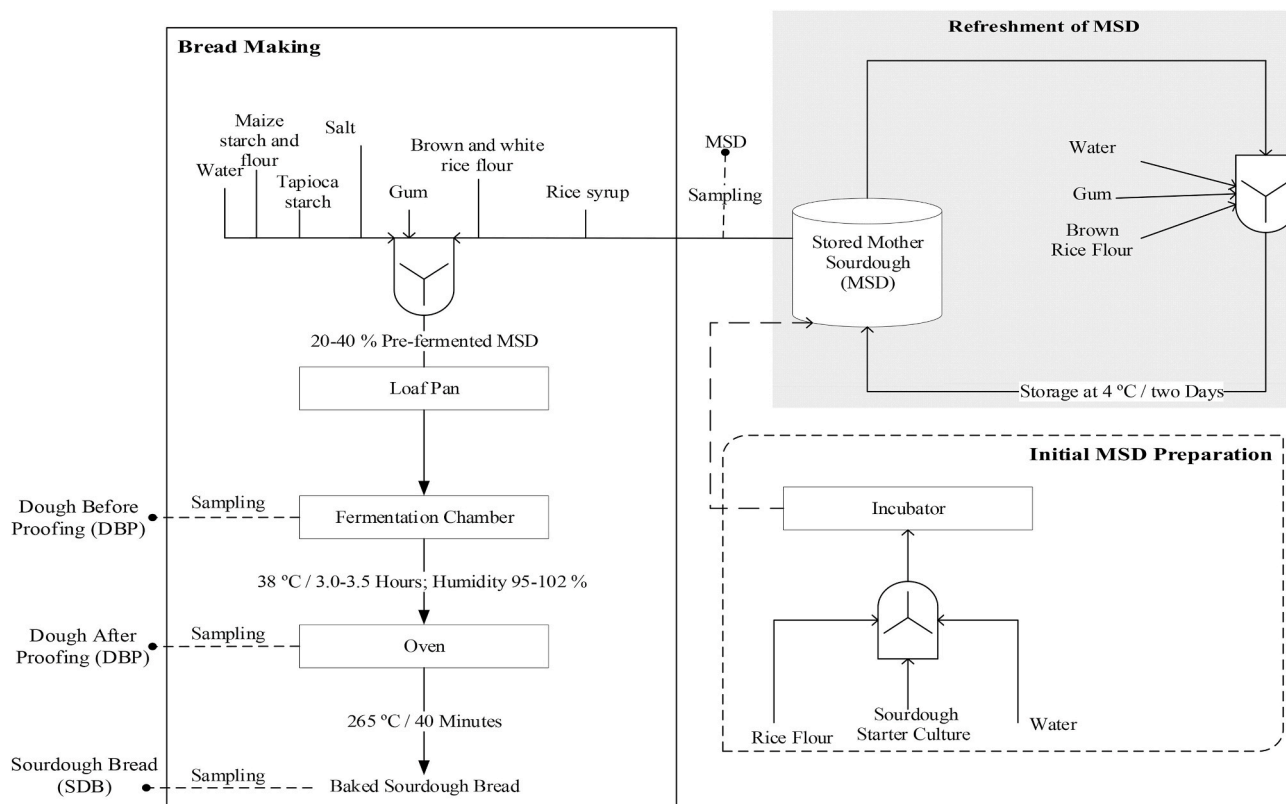 Bread Making
Water
Maize
starch and
flour
Tapioca
starch
Salt
Gum
Brown and white
rice flour
Rice syrup
MSD
Sampling
20-40 % Pre-fermented MSD
Loaf Pan
Dough Before
Proofing (DBP)
Sampling
Fermentation Chamber
38 ºC / 3.0-3.5 Hours; Humidity 95-102 %
Dough After
Proofing (DBP)
Sampling
Oven
265 ºC / 40 Minutes
Sourdough Bread
(SDB)
Sampling
Baked Sourdough Bread
Refreshment of MSD
Water
Gum
Brown
Rice Flour
Stored Mother
Sourdough
(MSD)
Storage at 4 ºC / two Days
Initial MSD Preparation
Incubator
Rice Flour
Sourdough
Starter Culture
Water